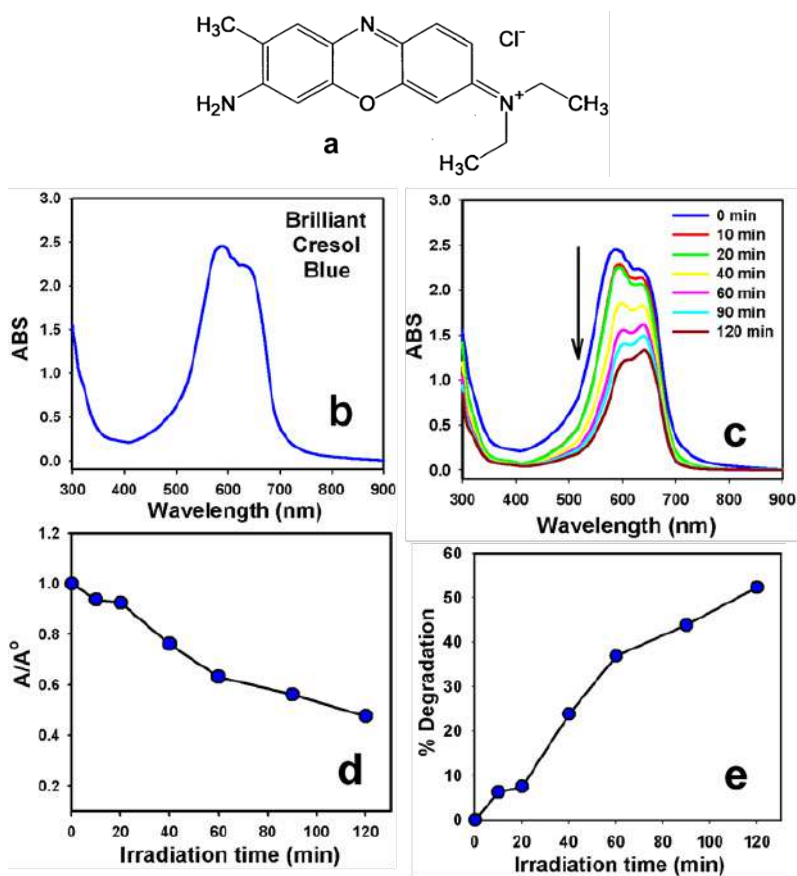 H₃C
N
Cl⁻
H₂N
O
N⁺
CH₃
H₃C
a
3.0
2.5
2.0
1.5
1.0
0.5
0.0
ABS
Brilliant
Cresol
Blue
b
300 400 500 600 700 800 900
Wavelength (nm)
3.0
2.5
2.0
1.5
1.0
0.5
0.0
ABS
0 min
10 min
20 min
40 min
60 min
90 min
120 min
c
300 400 500 600 700 800 900
Wavelength (nm)
1.2
1.0
0.8
0.6
0.4
0.2
A/A°
d
0 20 40 60 80 100 120
Irradiation time (min)
60
50
40
30
20
10
0
% Degradation
e
0 20 40 60 80 100 120
Irradiation time (min)